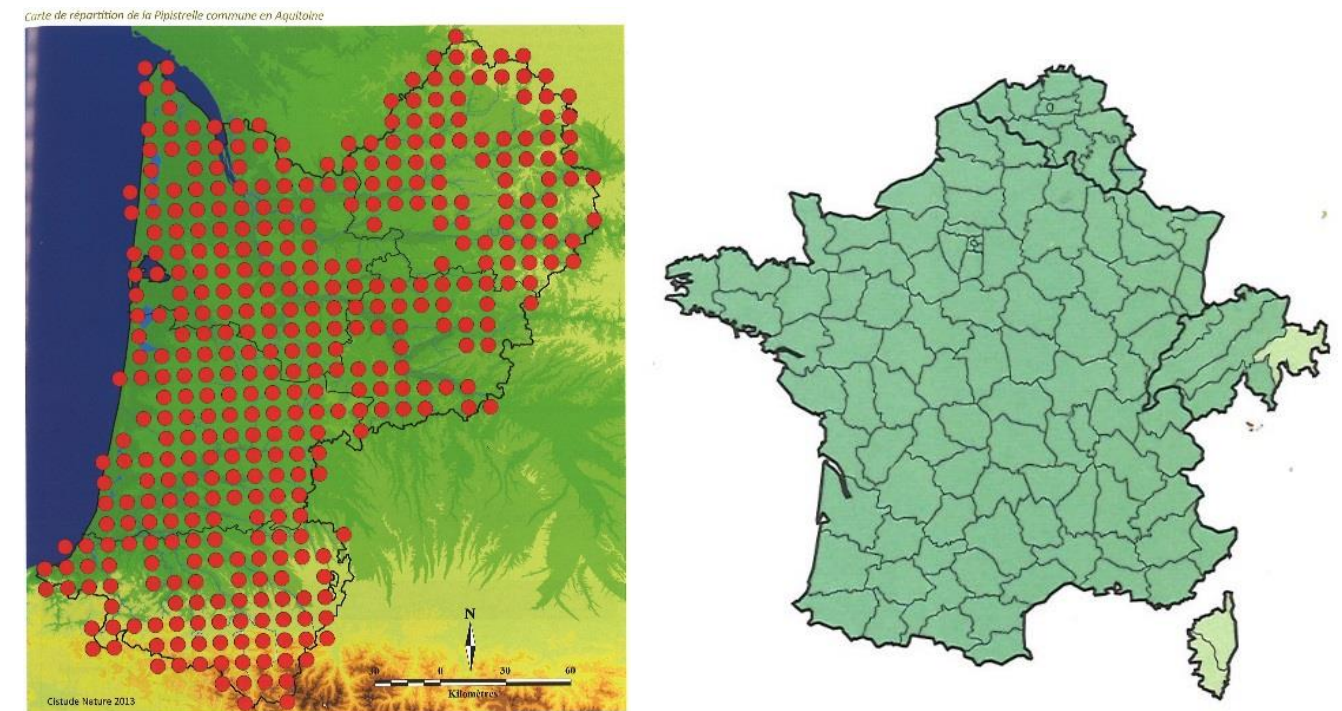 Carte de répartition de la Pipistrelle commune en Aquitaine
N
30 0 30 60
Kilomètres
Cistude Nature 2013